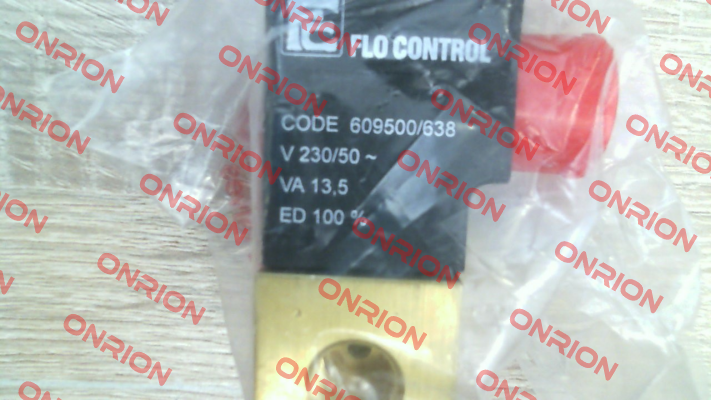 FLO CONTROL
CODE 609500/638
V 230/50 ~
VA 13,5
ED 100 %
ONRION